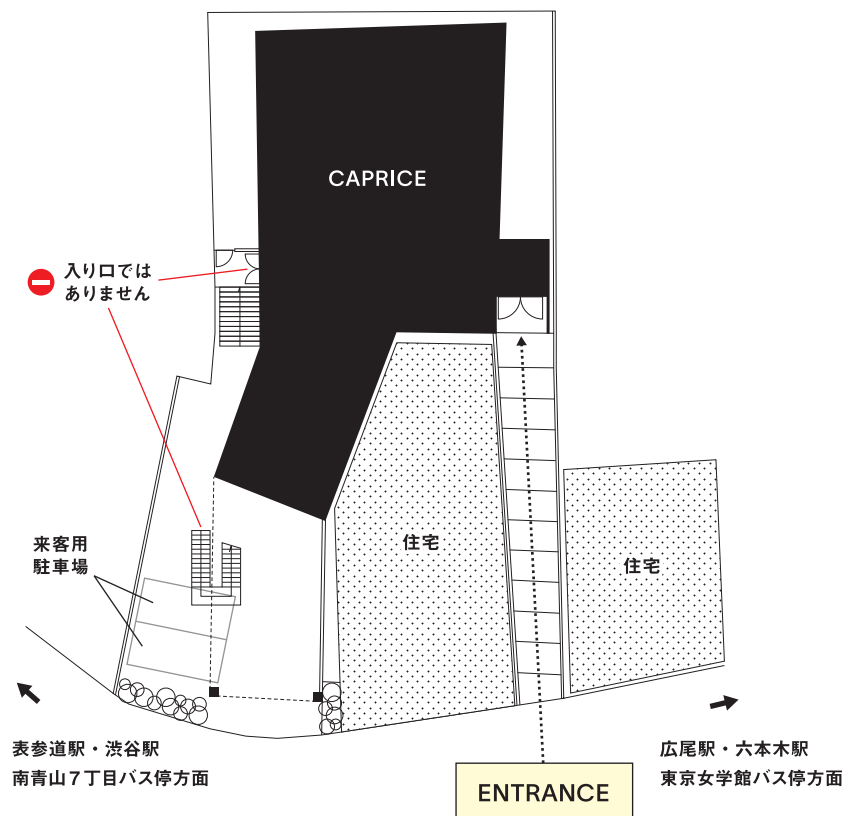 CAPRICE
入り口では
ありません
来客用
駐車場
住宅
住宅
表参道駅・渋谷駅
南青山7丁目バス停方面
広尾駅・六本木駅
東京女学館バス停方面
ENTRANCE